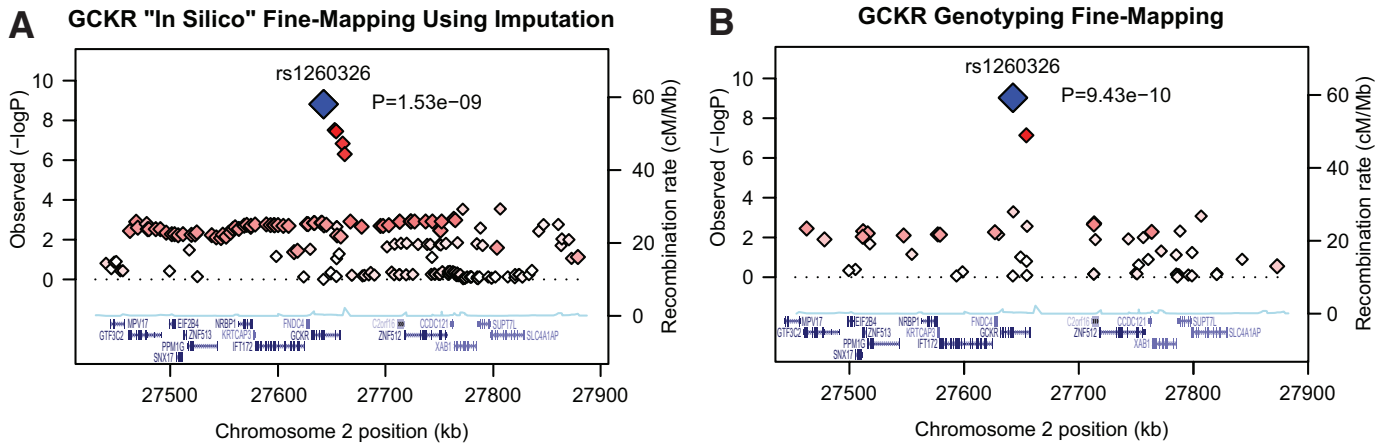 A
GCKR "In Silico" Fine-Mapping Using Imputation
rs1260326
P=1.53e−09
Observed (−logP)
10
8
6
4
2
0
Recombination rate (cM/Mb)
60
40
20
0
MPV17
EIF2B4
NRBP1
FNDC4
C2orf16
CCDC121
SUPT7L
GTF3C2
ZNF513
KRTCAP3
GCKR
ZNF512
SLC4A1AP
PPM1G
IFT172
XAB1
SNX17
27500
27600
27700
27800
27900
Chromosome 2 position (kb)
B
GCKR Genotyping Fine-Mapping
rs1260326
P=9.43e−10
Observed (−logP)
10
8
6
4
2
0
Recombination rate (cM/Mb)
60
40
20
0
MPV17
EIF2B4
NRBP1
FNDC4
C2orf16
CCDC121
SUPT7L
GTF3C2
ZNF513
KRTCAP3
GCKR
ZNF512
SLC4A1AP
PPM1G
IFT172
XAB1
SNX17
27500
27600
27700
27800
27900
Chromosome 2 position (kb)